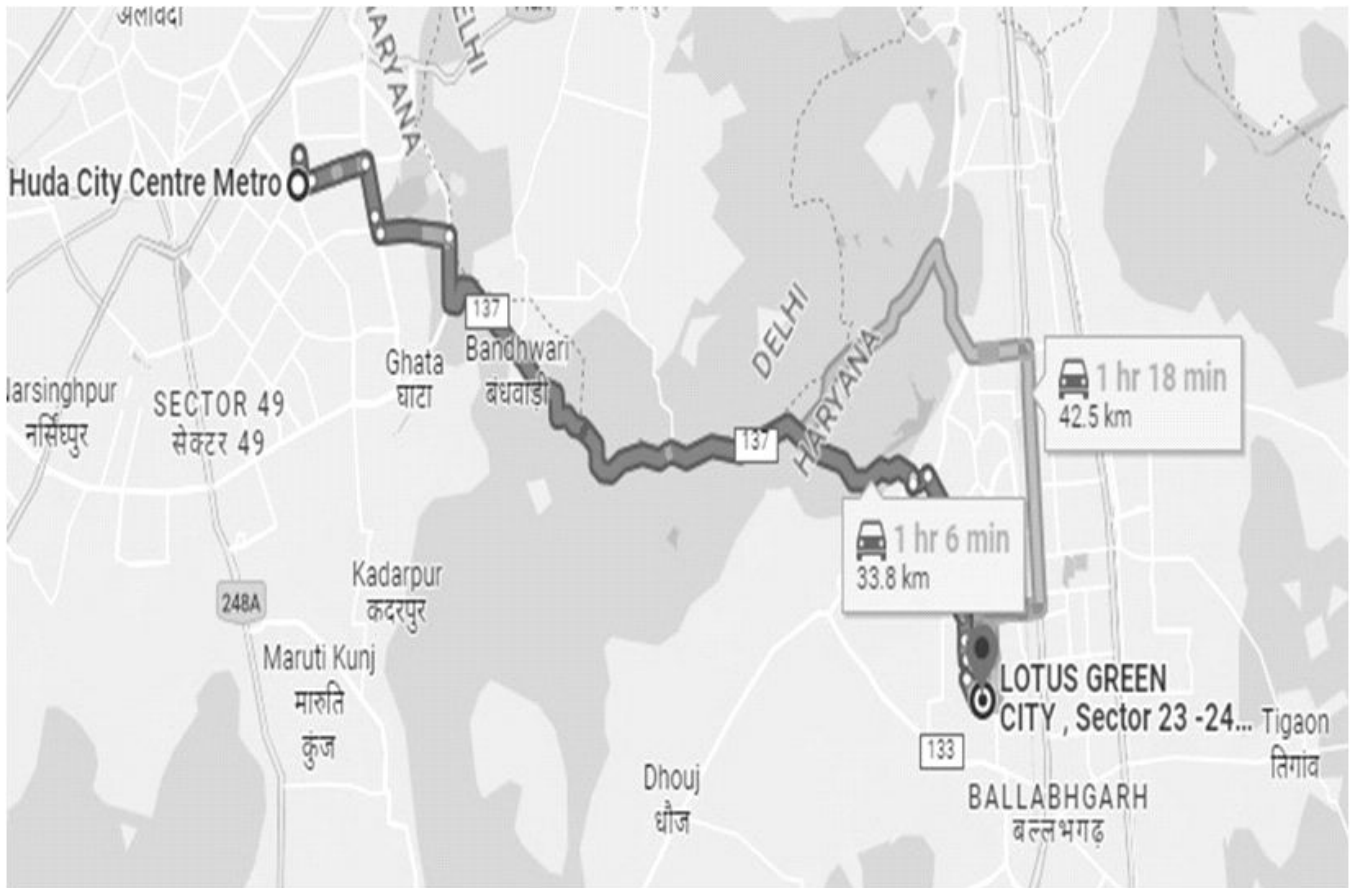 अलावदी
HARYANA
DELHI
Huda City Centre Metro
137
Ghata
घाटा
Bandhwari
बंधवाड़ी
SECTOR 49
सेक्टर 49
नर्सिंघपुर
DELHI
HARYANA
137
1 hr 18 min
42.5 km
1 hr 6 min
33.8 km
Kadarpur
कदरपुर
248A
Maruti Kunj
मारुति
कुंज
LOTUS GREEN
CITY , Sector 23 -24...
Tigaon
तिगांव
133
Dhouj
धौज
BALLABHGARH
बल्लभगढ़